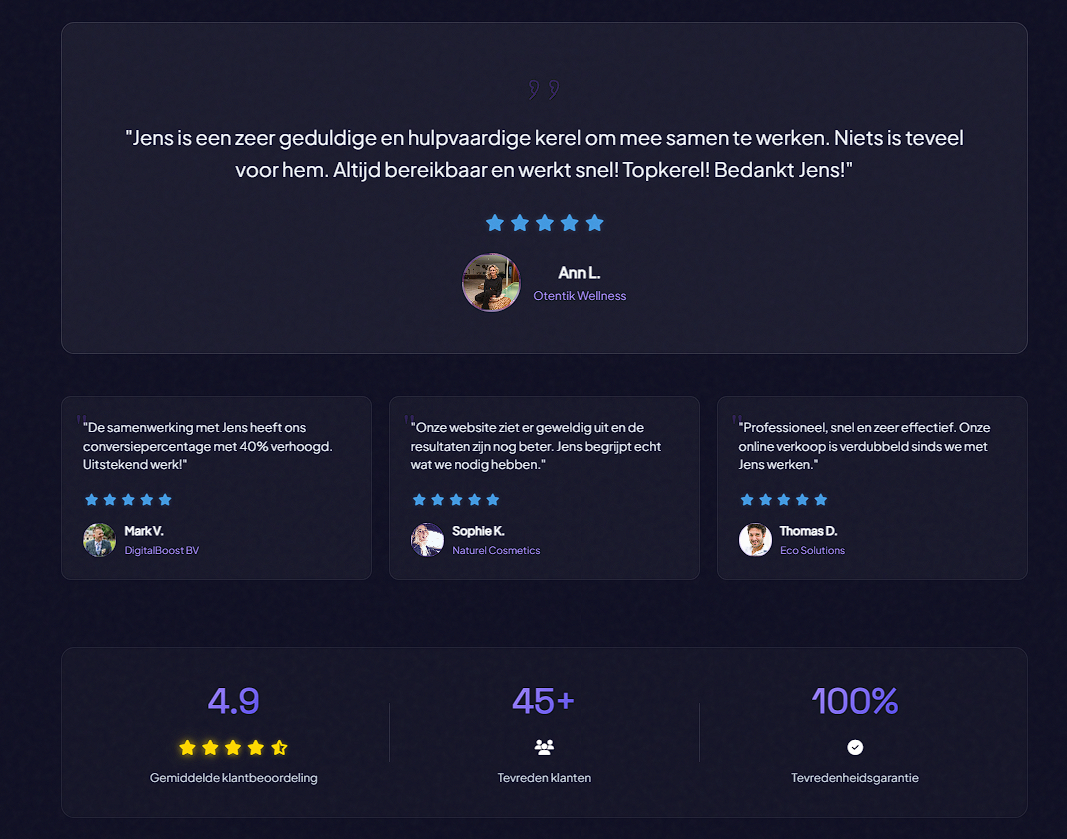 "Jens is een zeer geduldige en hulpvaardige kerel om mee samen te werken. Niets is teveel
voor hem. Altijd bereikbaar en werkt snel! Topkerel! Bedankt Jens!"
Ann L.
Otentik Wellness
"De samenwerking met Jens heeft ons
conversiepercentage met 40% verhoogd.
Uitstekend werk!"
Mark V.
DigitalBoost BV
"Onze website ziet er geweldig uit en de
resultaten zijn nog beter. Jens begrijpt echt
wat we nodig hebben."
Sophie K.
Naturel Cosmetics
"Professioneel, snel en zeer effectief. Onze
online verkoop is verdubbeld sinds we met
Jens werken."
Thomas D.
Eco Solutions
4.9
Gemiddelde klantbeoordeling
45+
Tevreden klanten
100%
Tevredenheidsgarantie